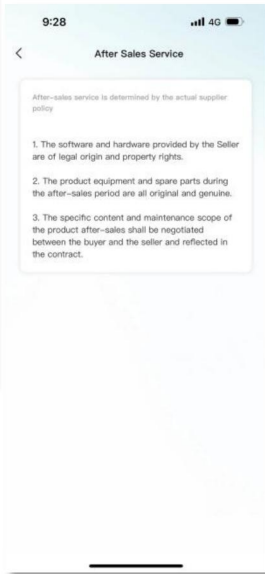 9:28
4G
After Sales Service
After-sales service is determined by the actual supplier
policy
1. The software and hardware provided by the Seller
are of legal origin and property rights.
2. The product equipment and spare parts during
the after-sales period are all original and genuine.
3. The specific content and maintenance scope of
the product after-sales shall be negotiated
between the buyer and the seller and reflected in
the contract.